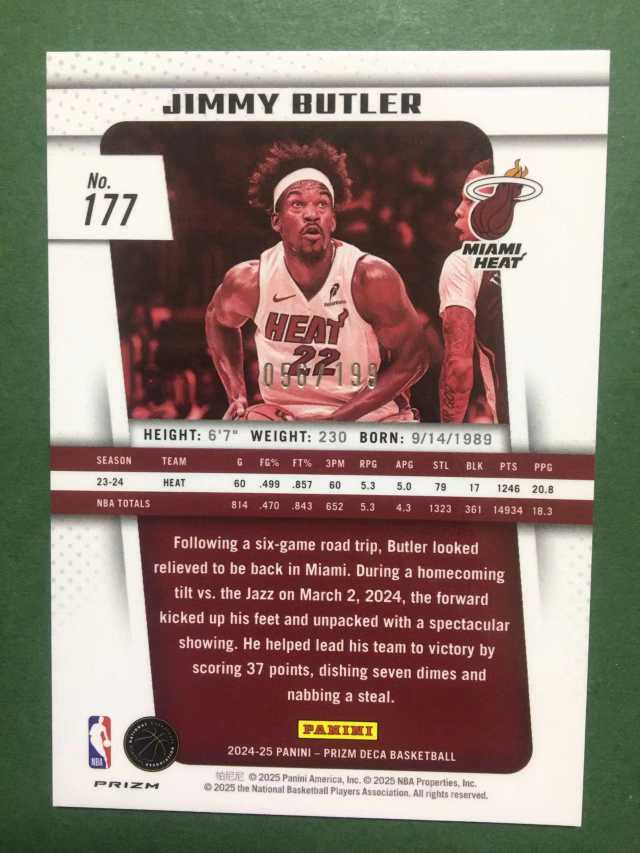 JIMMY BUTLER
No.
177
MIAMI
HEAT
HEAT
22
/199
HEIGHT: 6'7" WEIGHT: 230 BORN: 9/14/1989
SEASON TEAM G FG% FT% 3PM RPG APG STL BLK PTS PPG
23-24 HEAT 60 .499 .857 60 5.3 5.0 79 17 1246 20.8
NBA TOTALS 814 .470 .843 652 5.3 4.3 1323 361 14934 18.3
Following a six-game road trip, Butler looked
relieved to be back in Miami. During a homecoming
tilt vs. the Jazz on March 2, 2024, the forward
kicked up his feet and unpacked with a spectacular
showing. He helped lead his team to victory by
scoring 37 points, dishing seven dimes and
nabbing a steal.
PANINI
2024-25 PANINI – PRIZM DECA BASKETBALL
NBA
PRIZM
帕尼尼 © 2025 Panini America, Inc. © 2025 NBA Properties, Inc.
© 2025 the National Basketball Players Association. All rights reserved.